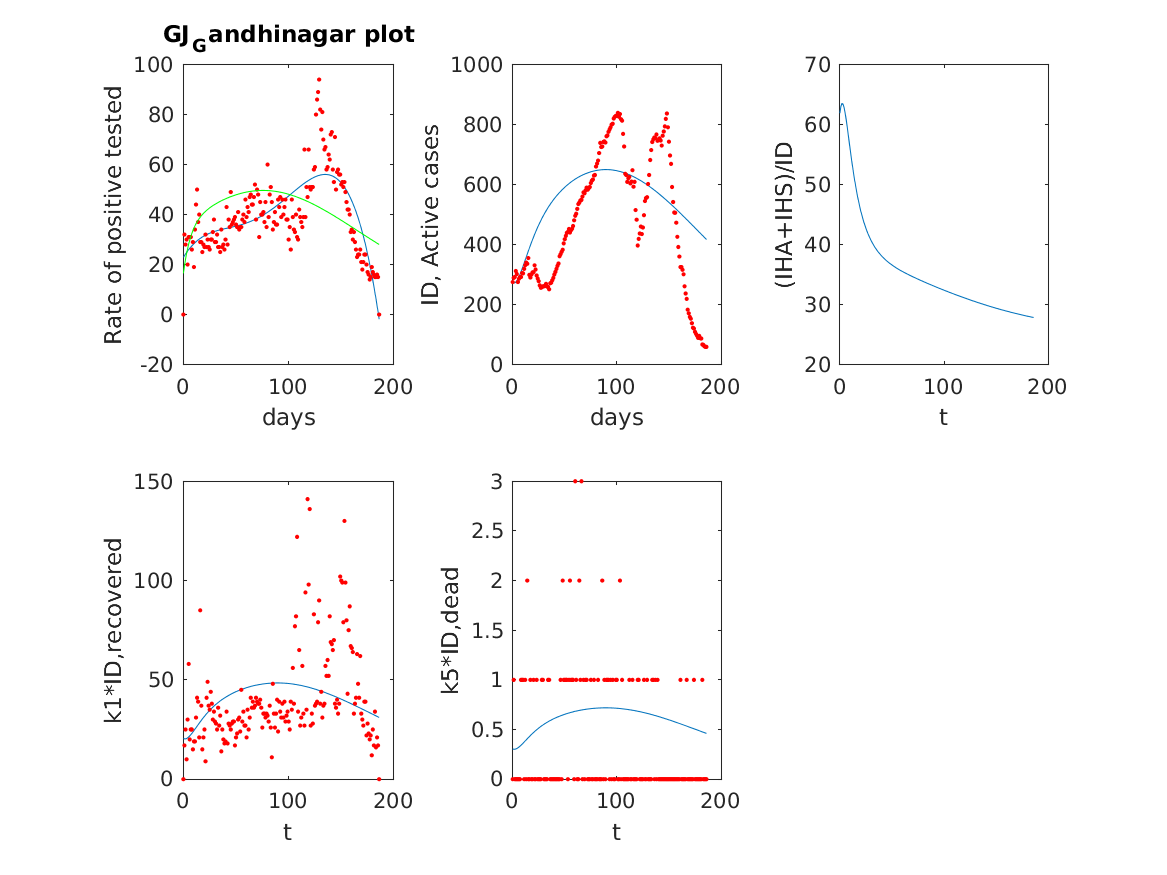 GJ_Gandhinagar plot
100
80
60
40
20
0
-20
Rate of positive tested
0 100 200
days
1000
800
600
400
200
0
ID, Active cases
0 100 200
days
70
60
50
40
30
20
(IHA+IHS)/ID
0 100 200
t
150
100
50
0
k1*ID,recovered
0 100 200
t
3
2.5
2
1.5
1
0.5
0
k5*ID,dead
0 100 200
t